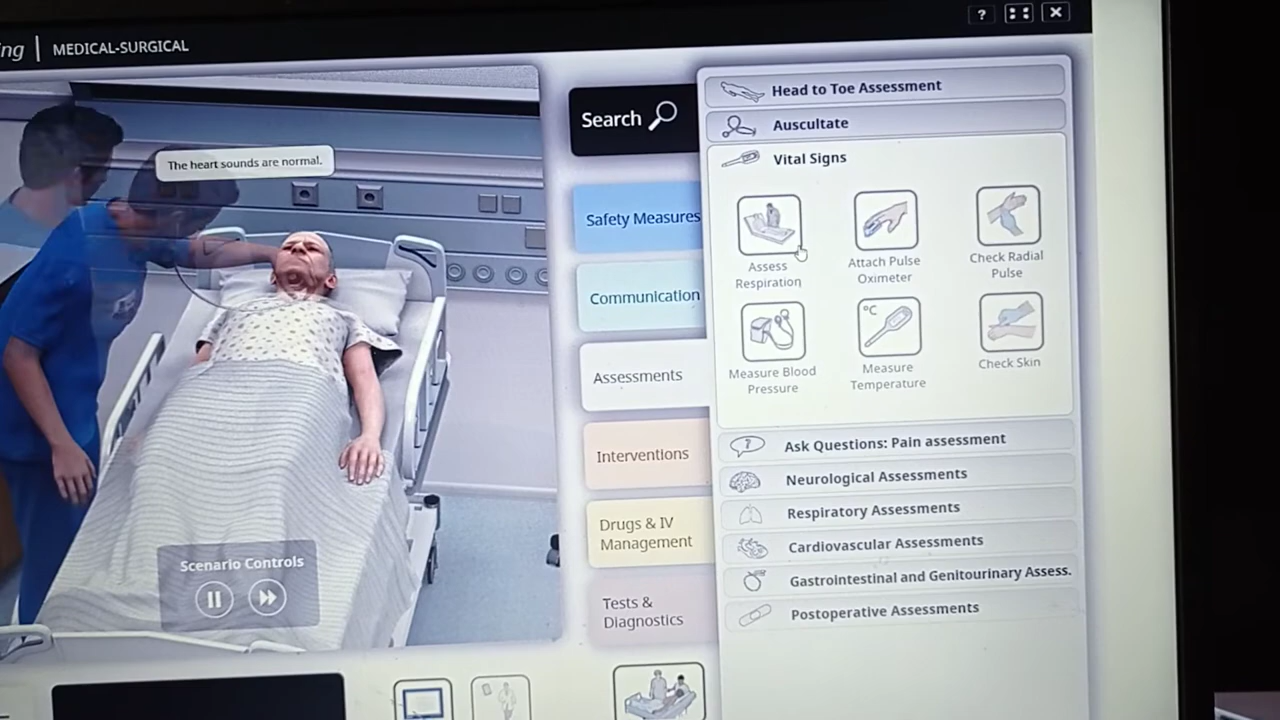 ing | MEDICAL-SURGICAL
?
The heart sounds are normal.
Scenario Controls
Search
Safety Measures
Communication
Assessments
Interventions
Drugs & IV
Management
Tests &
Diagnostics
Head to Toe Assessment
Auscultate
Vital Signs
Assess
Respiration
Attach Pulse
Oximeter
Check Radial
Pulse
Measure Blood
Pressure
°C
Measure
Temperature
Check Skin
Ask Questions: Pain assessment
Neurological Assessments
Respiratory Assessments
Cardiovascular Assessments
Gastrointestinal and Genitourinary Assess.
Postoperative Assessments